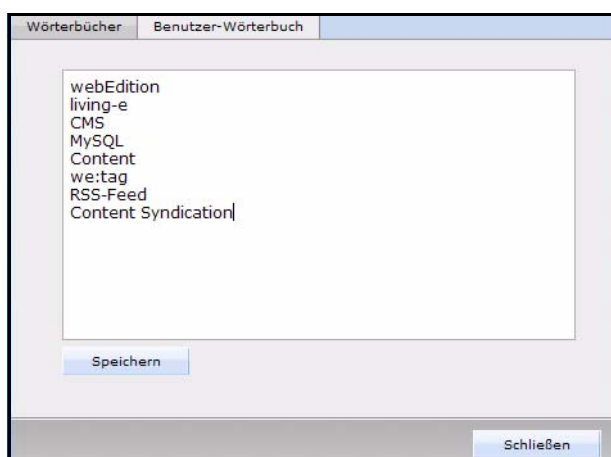 Wörterbücher Benutzer-Wörterbuch
webEdition
living-e
CMS
MySQL
Content
we:tag
RSS-Feed
Content Syndication
Speichern
Schließen